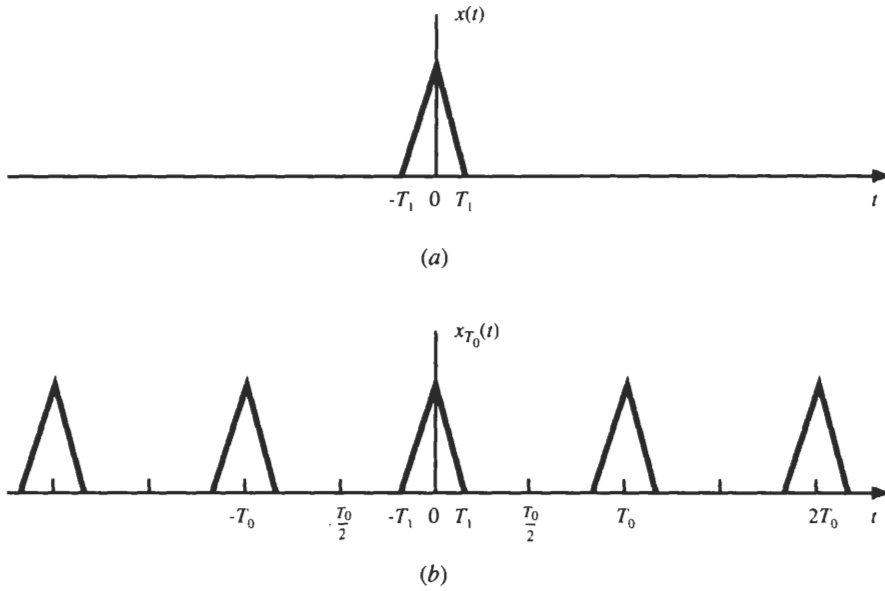 x(t)
-T₁ 0 T₁ t
(a)
x_{T₀}(t)
-T₀ -T₀/2 -T₁ 0 T₁ T₀/2 T₀ 2T₀ t
(b)